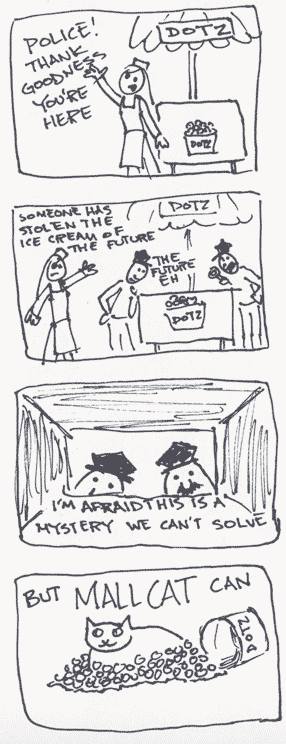 POLICE!
THANK
GOODNESS
YOU'RE
HERE
DOTZ
DOTZ
SOMEONE HAS
STOLEN THE
ICE CREAM OF
THE FUTURE
DOTZ
THE
FUTURE
EH
DOTZ
I'M AFRAID THIS IS A
MYSTERY WE CAN'T SOLVE
BUT MALL CAT CAN
DOTZ